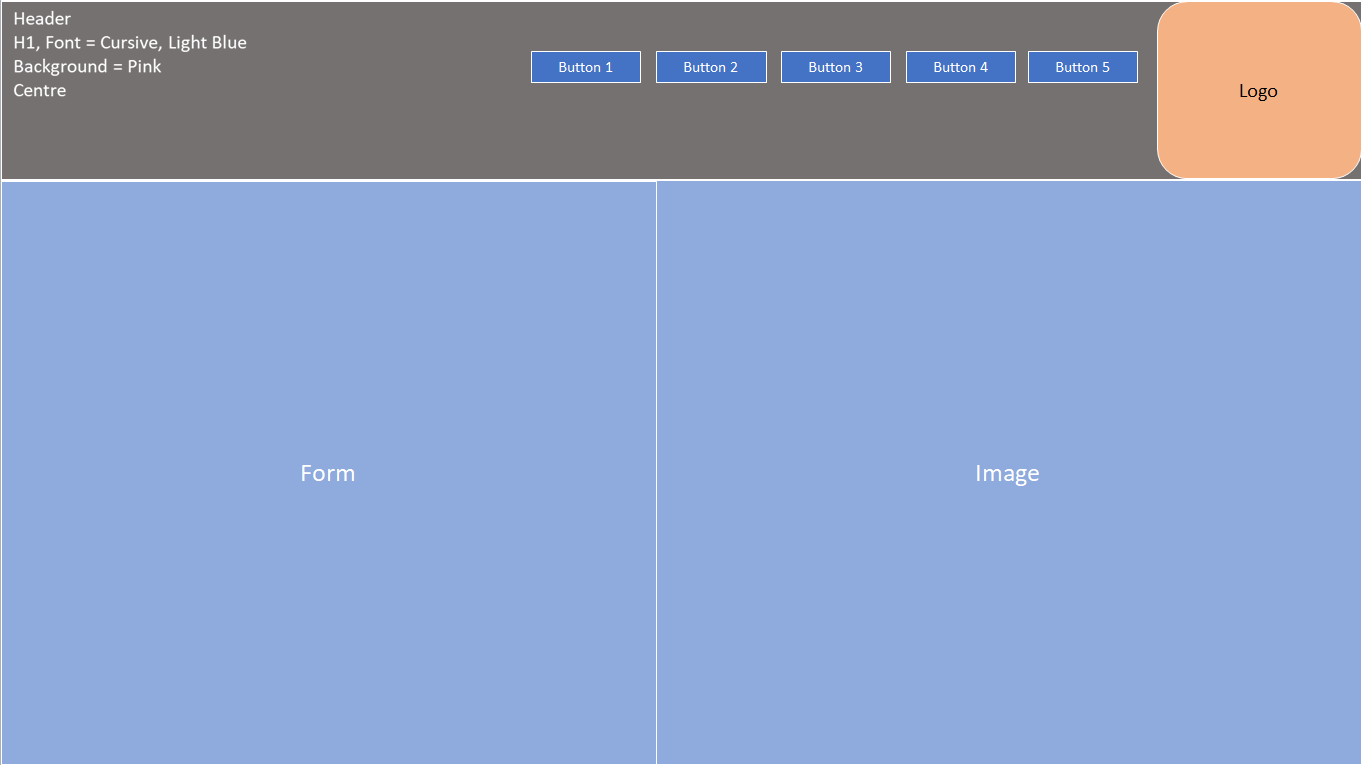 Header
H1, Font = Cursive, Light Blue
Background = Pink
Centre
Button 1
Button 2
Button 3
Button 4
Button 5
Logo
Form
Image